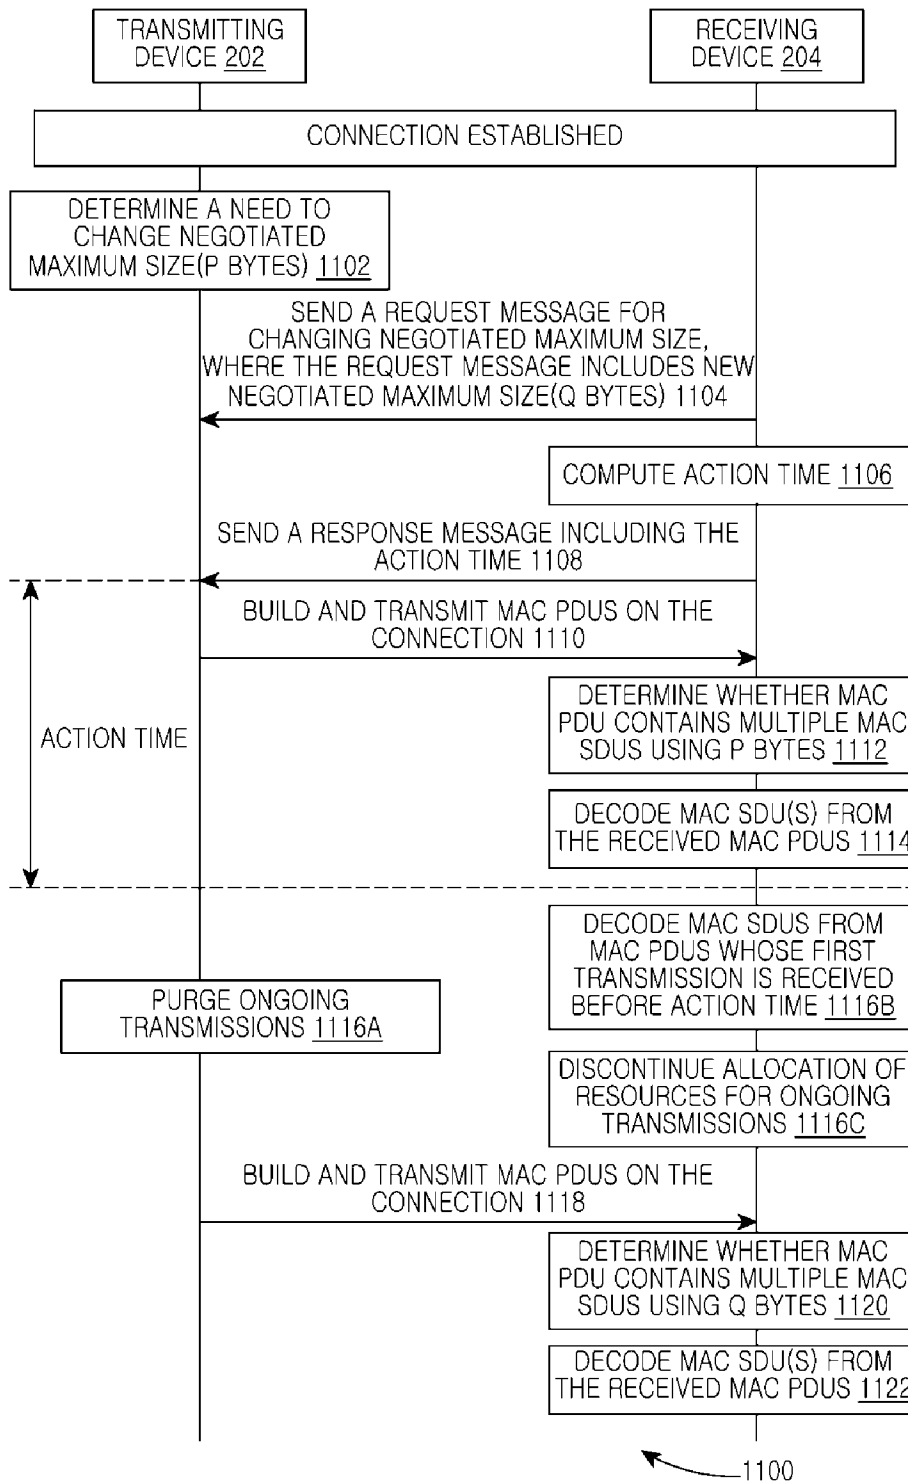 TRANSMITTING
DEVICE 202
RECEIVING
DEVICE 204
CONNECTION ESTABLISHED
DETERMINE A NEED TO
CHANGE NEGOTIATED
MAXIMUM SIZE(P BYTES) 1102
SEND A REQUEST MESSAGE FOR
CHANGING NEGOTIATED MAXIMUM SIZE,
WHERE THE REQUEST MESSAGE INCLUDES NEW
NEGOTIATED MAXIMUM SIZE(Q BYTES) 1104
COMPUTE ACTION TIME 1106
SEND A RESPONSE MESSAGE INCLUDING THE
ACTION TIME 1108
BUILD AND TRANSMIT MAC PDUS ON THE
CONNECTION 1110
ACTION TIME
DETERMINE WHETHER MAC
PDU CONTAINS MULTIPLE MAC
SDUS USING P BYTES 1112
DECODE MAC SDU(S) FROM
THE RECEIVED MAC PDUS 1114
DECODE MAC SDUS FROM
MAC PDUS WHOSE FIRST
TRANSMISSION IS RECEIVED
BEFORE ACTION TIME 1116B
PURGE ONGOING
TRANSMISSIONS 1116A
DISCONTINUE ALLOCATION OF
RESOURCES FOR ONGOING
TRANSMISSIONS 1116C
BUILD AND TRANSMIT MAC PDUS ON THE
CONNECTION 1118
DETERMINE WHETHER MAC
PDU CONTAINS MULTIPLE MAC
SDUS USING Q BYTES 1120
DECODE MAC SDU(S) FROM
THE RECEIVED MAC PDUS 1122
1100